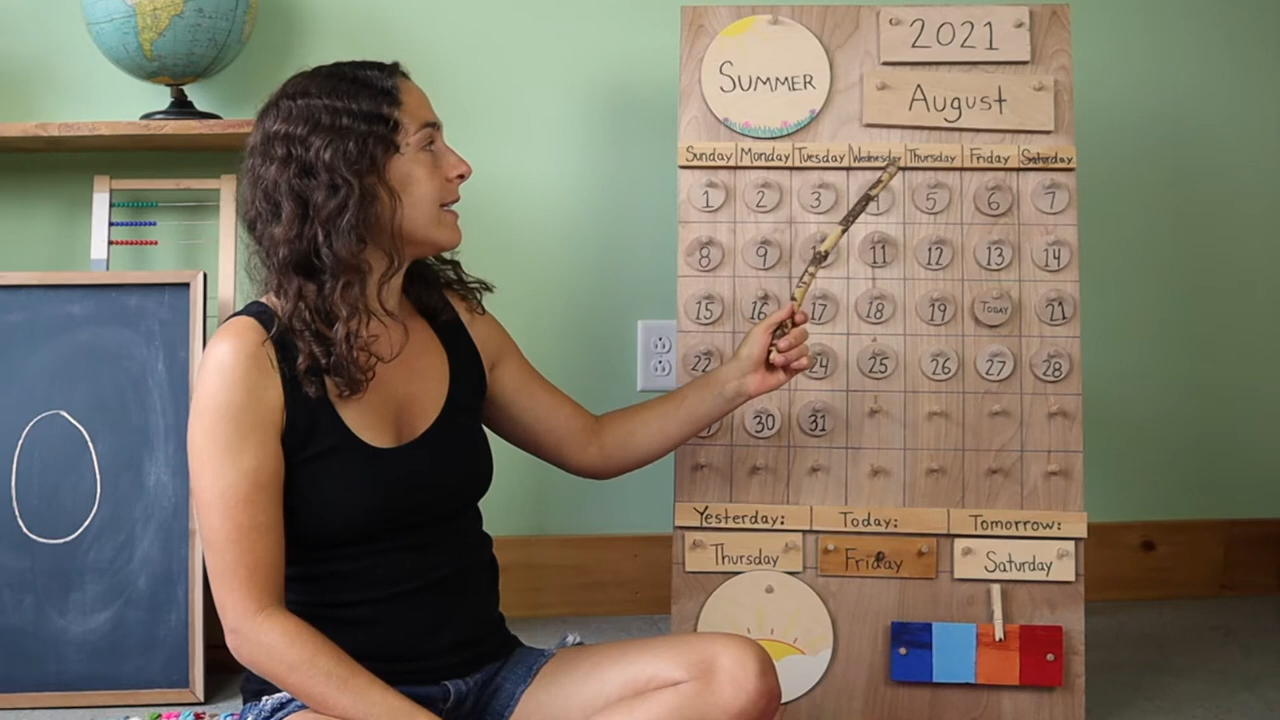 2021
SUMMER
August
Sunday Monday Tuesday Wednesday Thursday Friday Saturday
1 2 3 4 5 6 7
8 9 11 12 13 14
15 16 17 18 19 TODAY 21
22 24 25 26 27 28
30 31
Yesterday: Today: Tomorrow:
Thursday Friday Saturday
0